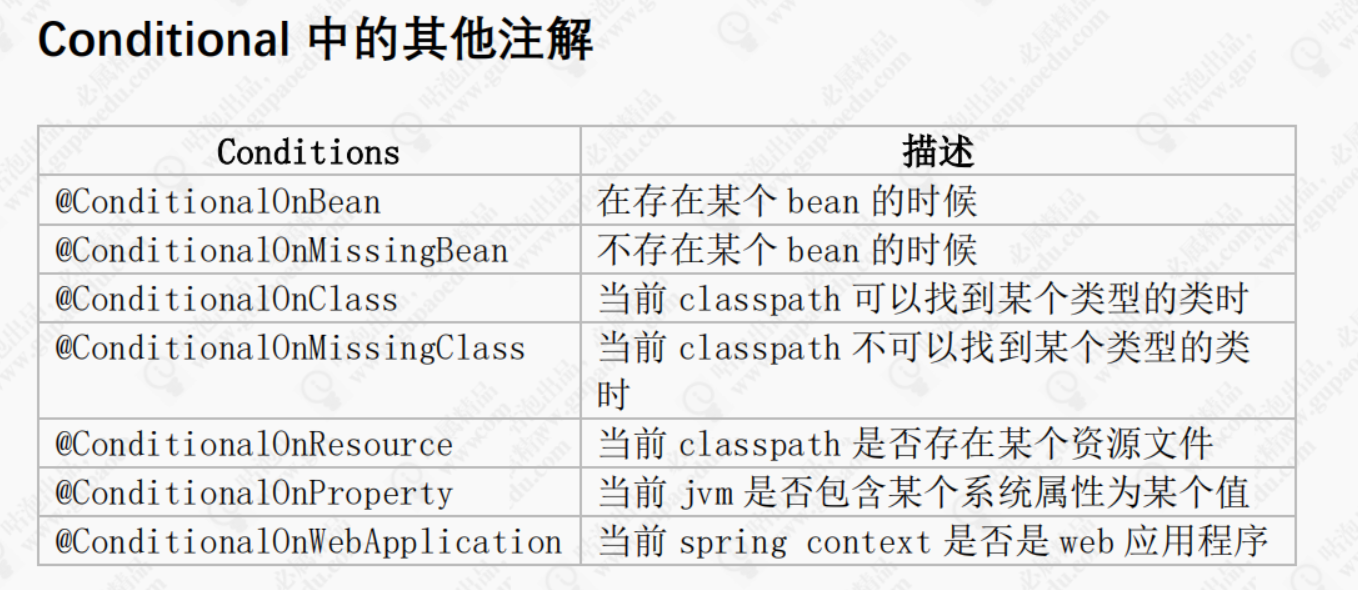 Conditional 中的其他注解
Conditions 描述
@ConditionalOnBean 在存在某个 bean 的时候
@ConditionalOnMissingBean 不存在某个 bean 的时候
@ConditionalOnClass 当前 classpath 可以找到某个类型的类时
@ConditionalOnMissingClass 当前 classpath 不可以找到某个类型的类
时
@ConditionalOnResource 当前 classpath 是否存在某个资源文件
@ConditionalOnProperty 当前 jvm 是否包含某个系统属性为某个值
@ConditionalOnWebApplication 当前 spring context 是否是 web 应用程序